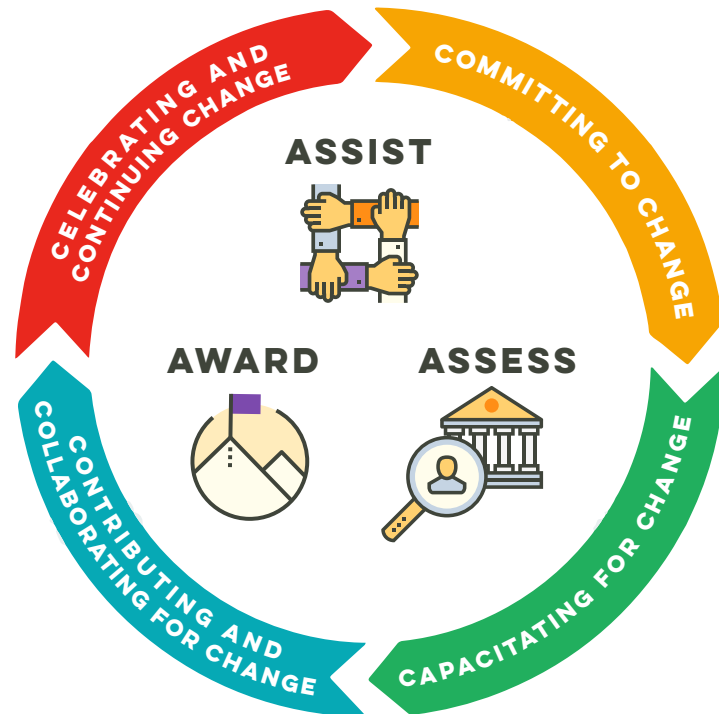 CELEBRATING AND
CONTINUING CHANGE
COMMITTING TO CHANGE
ASSIST
AWARD
ASSESS
CONTRIBUTING AND
COLLABORATING FOR CHANGE
CAPACITATING FOR CHANGE